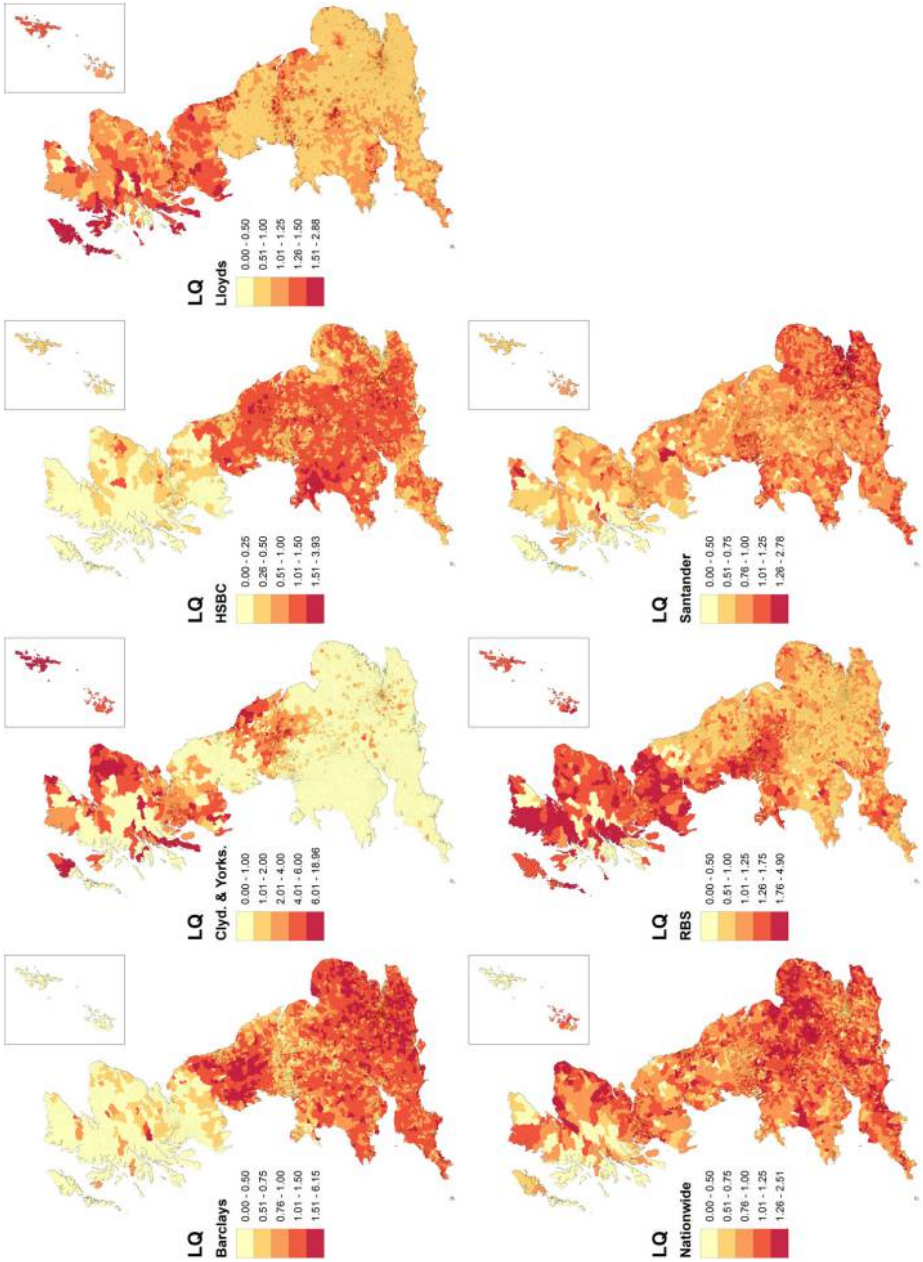 LQ
Barclays
0.00 - 0.50
0.51 - 0.75
0.76 - 1.00
1.01 - 1.50
1.51 - 6.15
LQ
Clyd. & Yorks.
0.00 - 1.00
1.01 - 2.00
2.01 - 4.00
4.01 - 6.00
6.01 - 18.96
LQ
HSBC
0.00 - 0.25
0.26 - 0.50
0.51 - 1.00
1.01 - 1.50
1.51 - 3.93
LQ
Lloyds
0.00 - 0.50
0.51 - 1.00
1.01 - 1.25
1.26 - 1.50
1.51 - 2.88
LQ
Nationwide
0.00 - 0.50
0.51 - 0.75
0.76 - 1.00
1.01 - 1.25
1.26 - 2.51
LQ
RBS
0.00 - 0.50
0.51 - 1.00
1.01 - 1.25
1.26 - 1.75
1.76 - 4.90
LQ
Santander
0.00 - 0.50
0.51 - 0.75
0.76 - 1.00
1.01 - 1.25
1.26 - 2.78